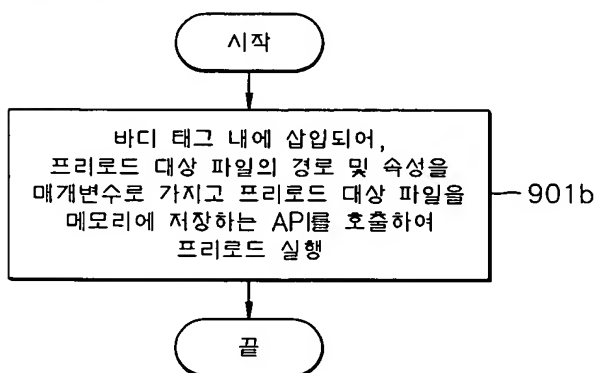 시작
바디 태그 내에 삽입되어,
프리로드 대상 파일의 경로 및 속성을
매개변수로 가지고 프리로드 대상 파일을
메모리에 저장하는 API를 호출하여
프리로드 실행
901b
끝